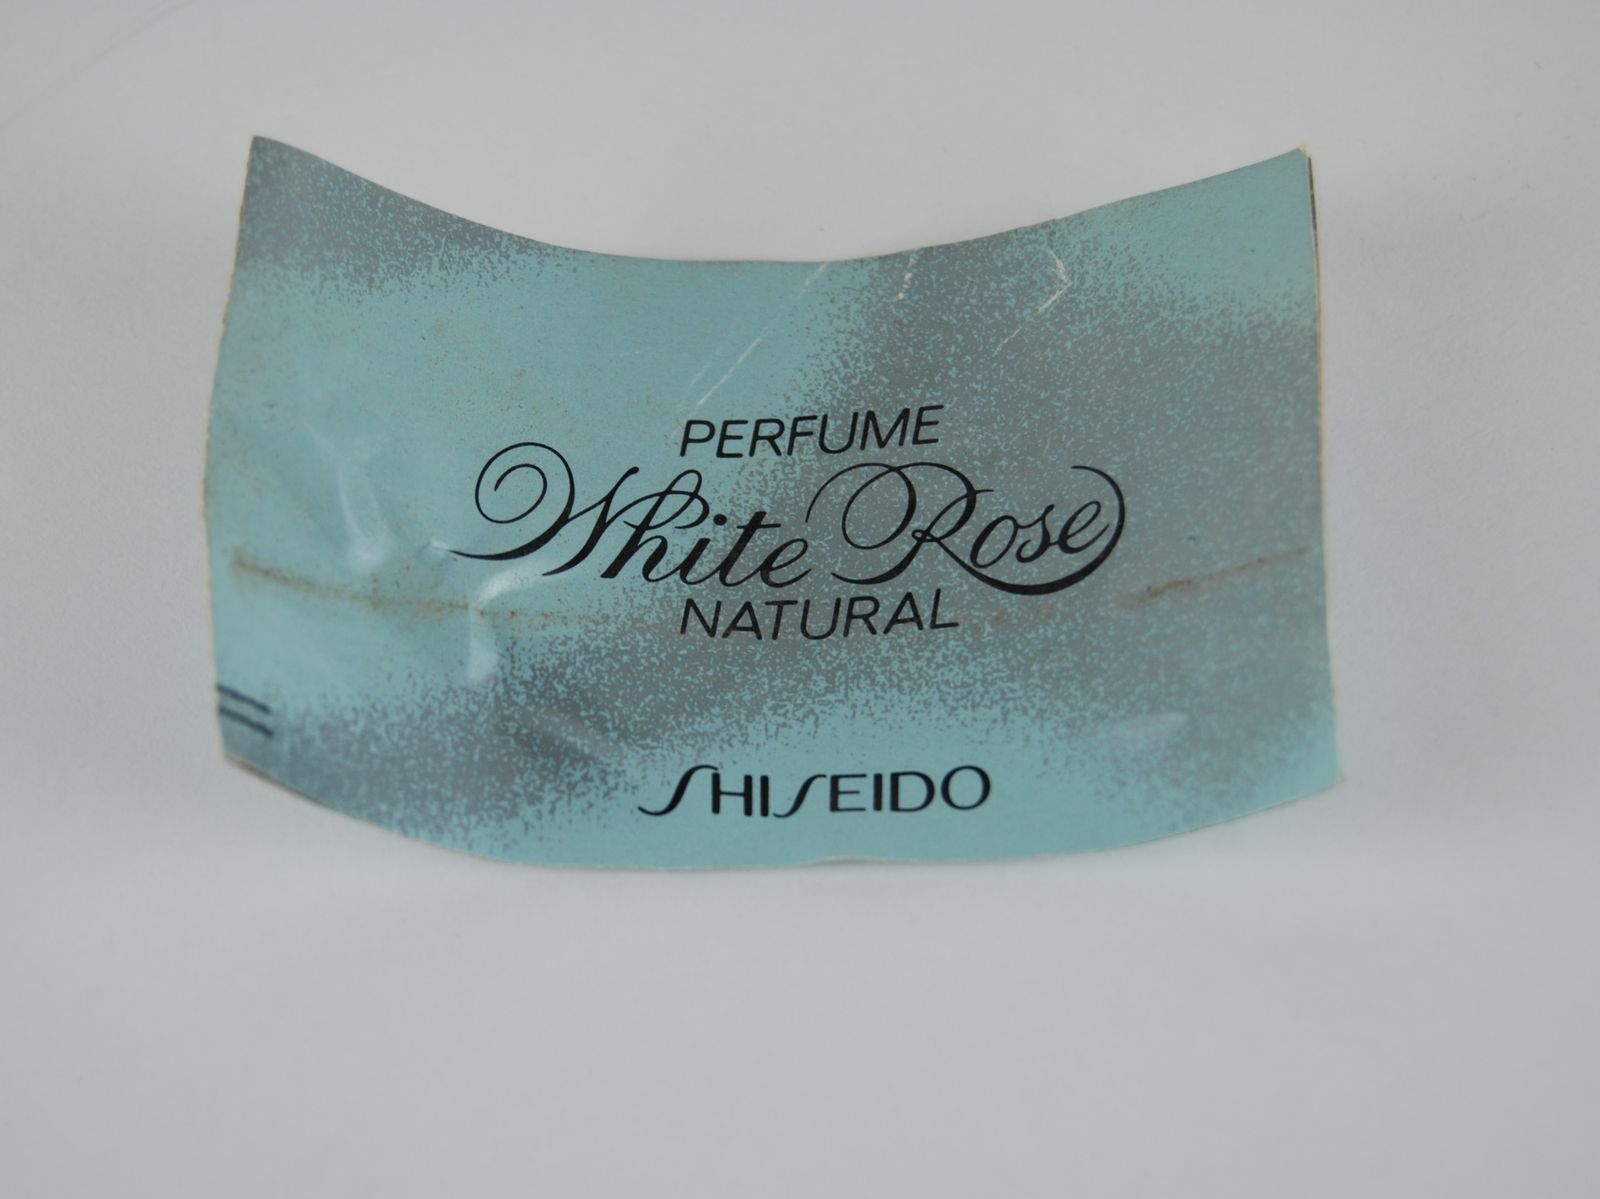 PERFUME
White Rose
NATURAL
SHISEIDO